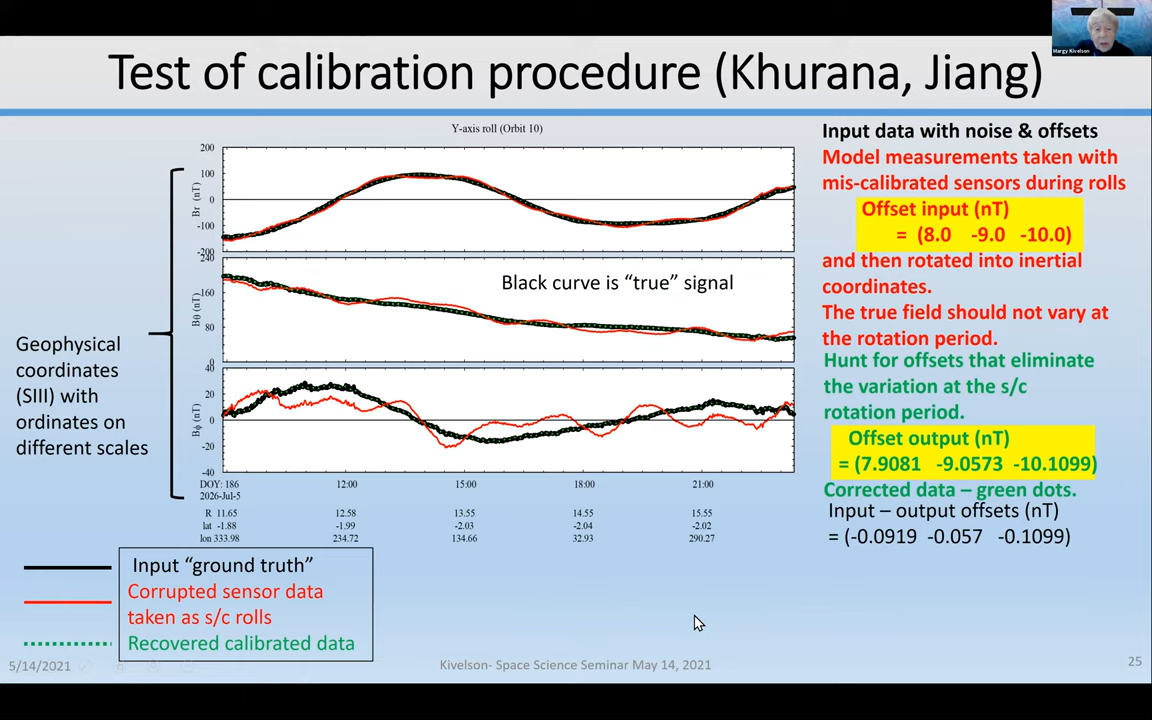 Margy Kivelson
Test of calibration procedure (Khurana, Jiang)
Y-axis roll (Orbit 10)
200
100
0
-100
-200
Br (nT)
240
160
80
0
Bθ (nT)
Black curve is “true” signal
40
20
0
-20
-40
Bϕ (nT)
DOY: 186 12:00 15:00 18:00 21:00
2026-Jul-5
R 11.65 12.58 13.55 14.55 15.55
lat -1.88 -1.99 -2.03 -2.04 -2.02
lon 333.98 234.72 134.66 32.93 290.27
Geophysical
coordinates
(SIII) with
ordinates on
different scales
Input data with noise & offsets
Model measurements taken with
mis-calibrated sensors during rolls
Offset input (nT)
= (8.0 -9.0 -10.0)
and then rotated into inertial
coordinates.
The true field should not vary at
the rotation period.
Hunt for offsets that eliminate
the variation at the s/c
rotation period.
Offset output (nT)
= (7.9081 -9.0573 -10.1099)
Corrected data – green dots.
Input – output offsets (nT)
= (-0.0919 -0.057 -0.1099)
Input “ground truth”
Corrupted sensor data
taken as s/c rolls
Recovered calibrated data
5/14/2021
Kivelson- Space Science Seminar May 14, 2021
25